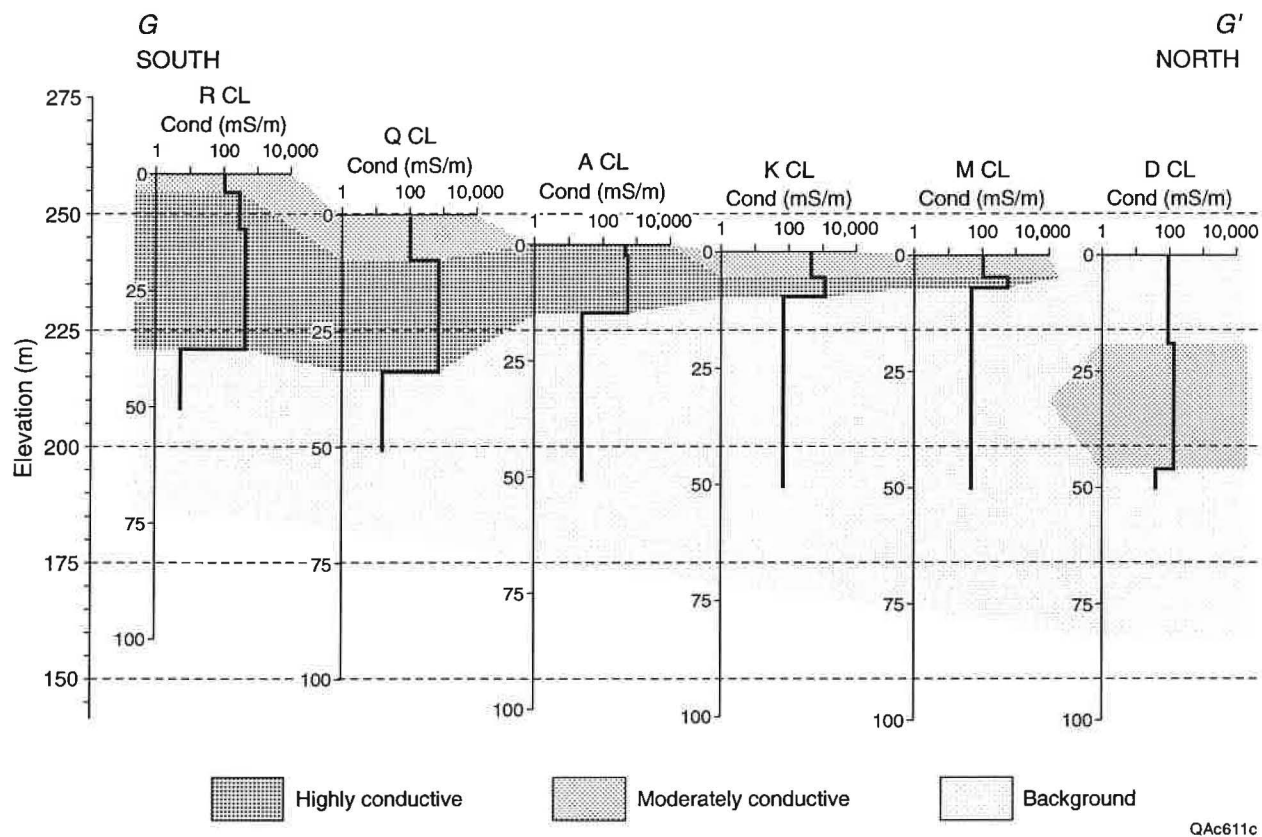 G
G'
SOUTH
NORTH
Elevation (m)
275
250
225
200
175
150
R CL
Cond (mS/m)
1 100 10,000
0
25
50
75
100
Q CL
Cond (mS/m)
1 100 10,000
0
25
50
75
100
A CL
Cond (mS/m)
1 100 10,000
0
25
50
75
100
K CL
Cond (mS/m)
1 100 10,000
0
25
50
75
100
M CL
Cond (mS/m)
1 100 10,000
0
25
50
75
100
D CL
Cond (mS/m)
1 100 10,000
0
25
50
75
100
Highly conductive
Moderately conductive
Background
QAc611c